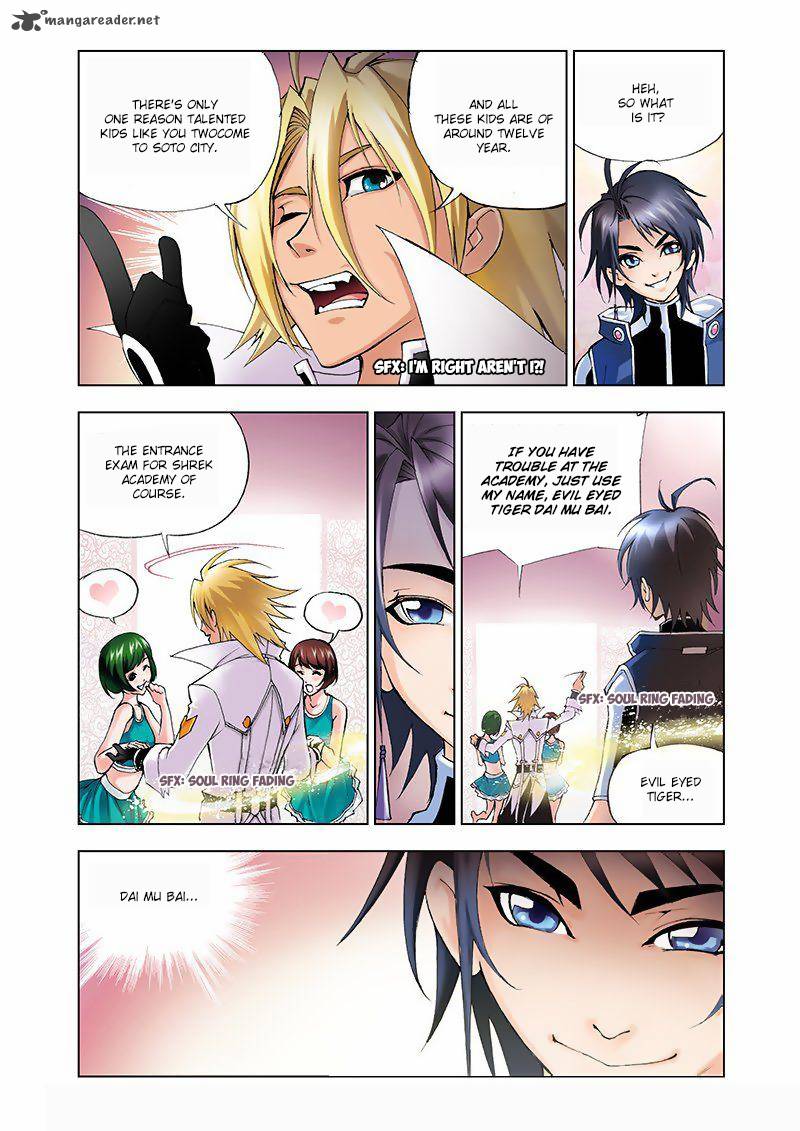 mangareader.net
THERE'S ONLY
ONE REASON TALENTED
KIDS LIKE YOU TWOCOME
TO SOTO CITY.
AND ALL
THESE KIDS ARE OF
AROUND TWELVE
YEAR.
SFX: I'M RIGHT AREN'T I?!
HEH,
SO WHAT
IS IT?
THE ENTRANCE
EXAM FOR SHREK
ACADEMY OF
COURSE.
SFX: SOUL RING FADING
IF YOU HAVE
TROUBLE AT THE
ACADEMY, JUST USE
MY NAME, EVIL EYED
TIGER DAI MU BAI.
SFX: SOUL RING FADING
EVIL EYED
TIGER...
DAI MU BAI...